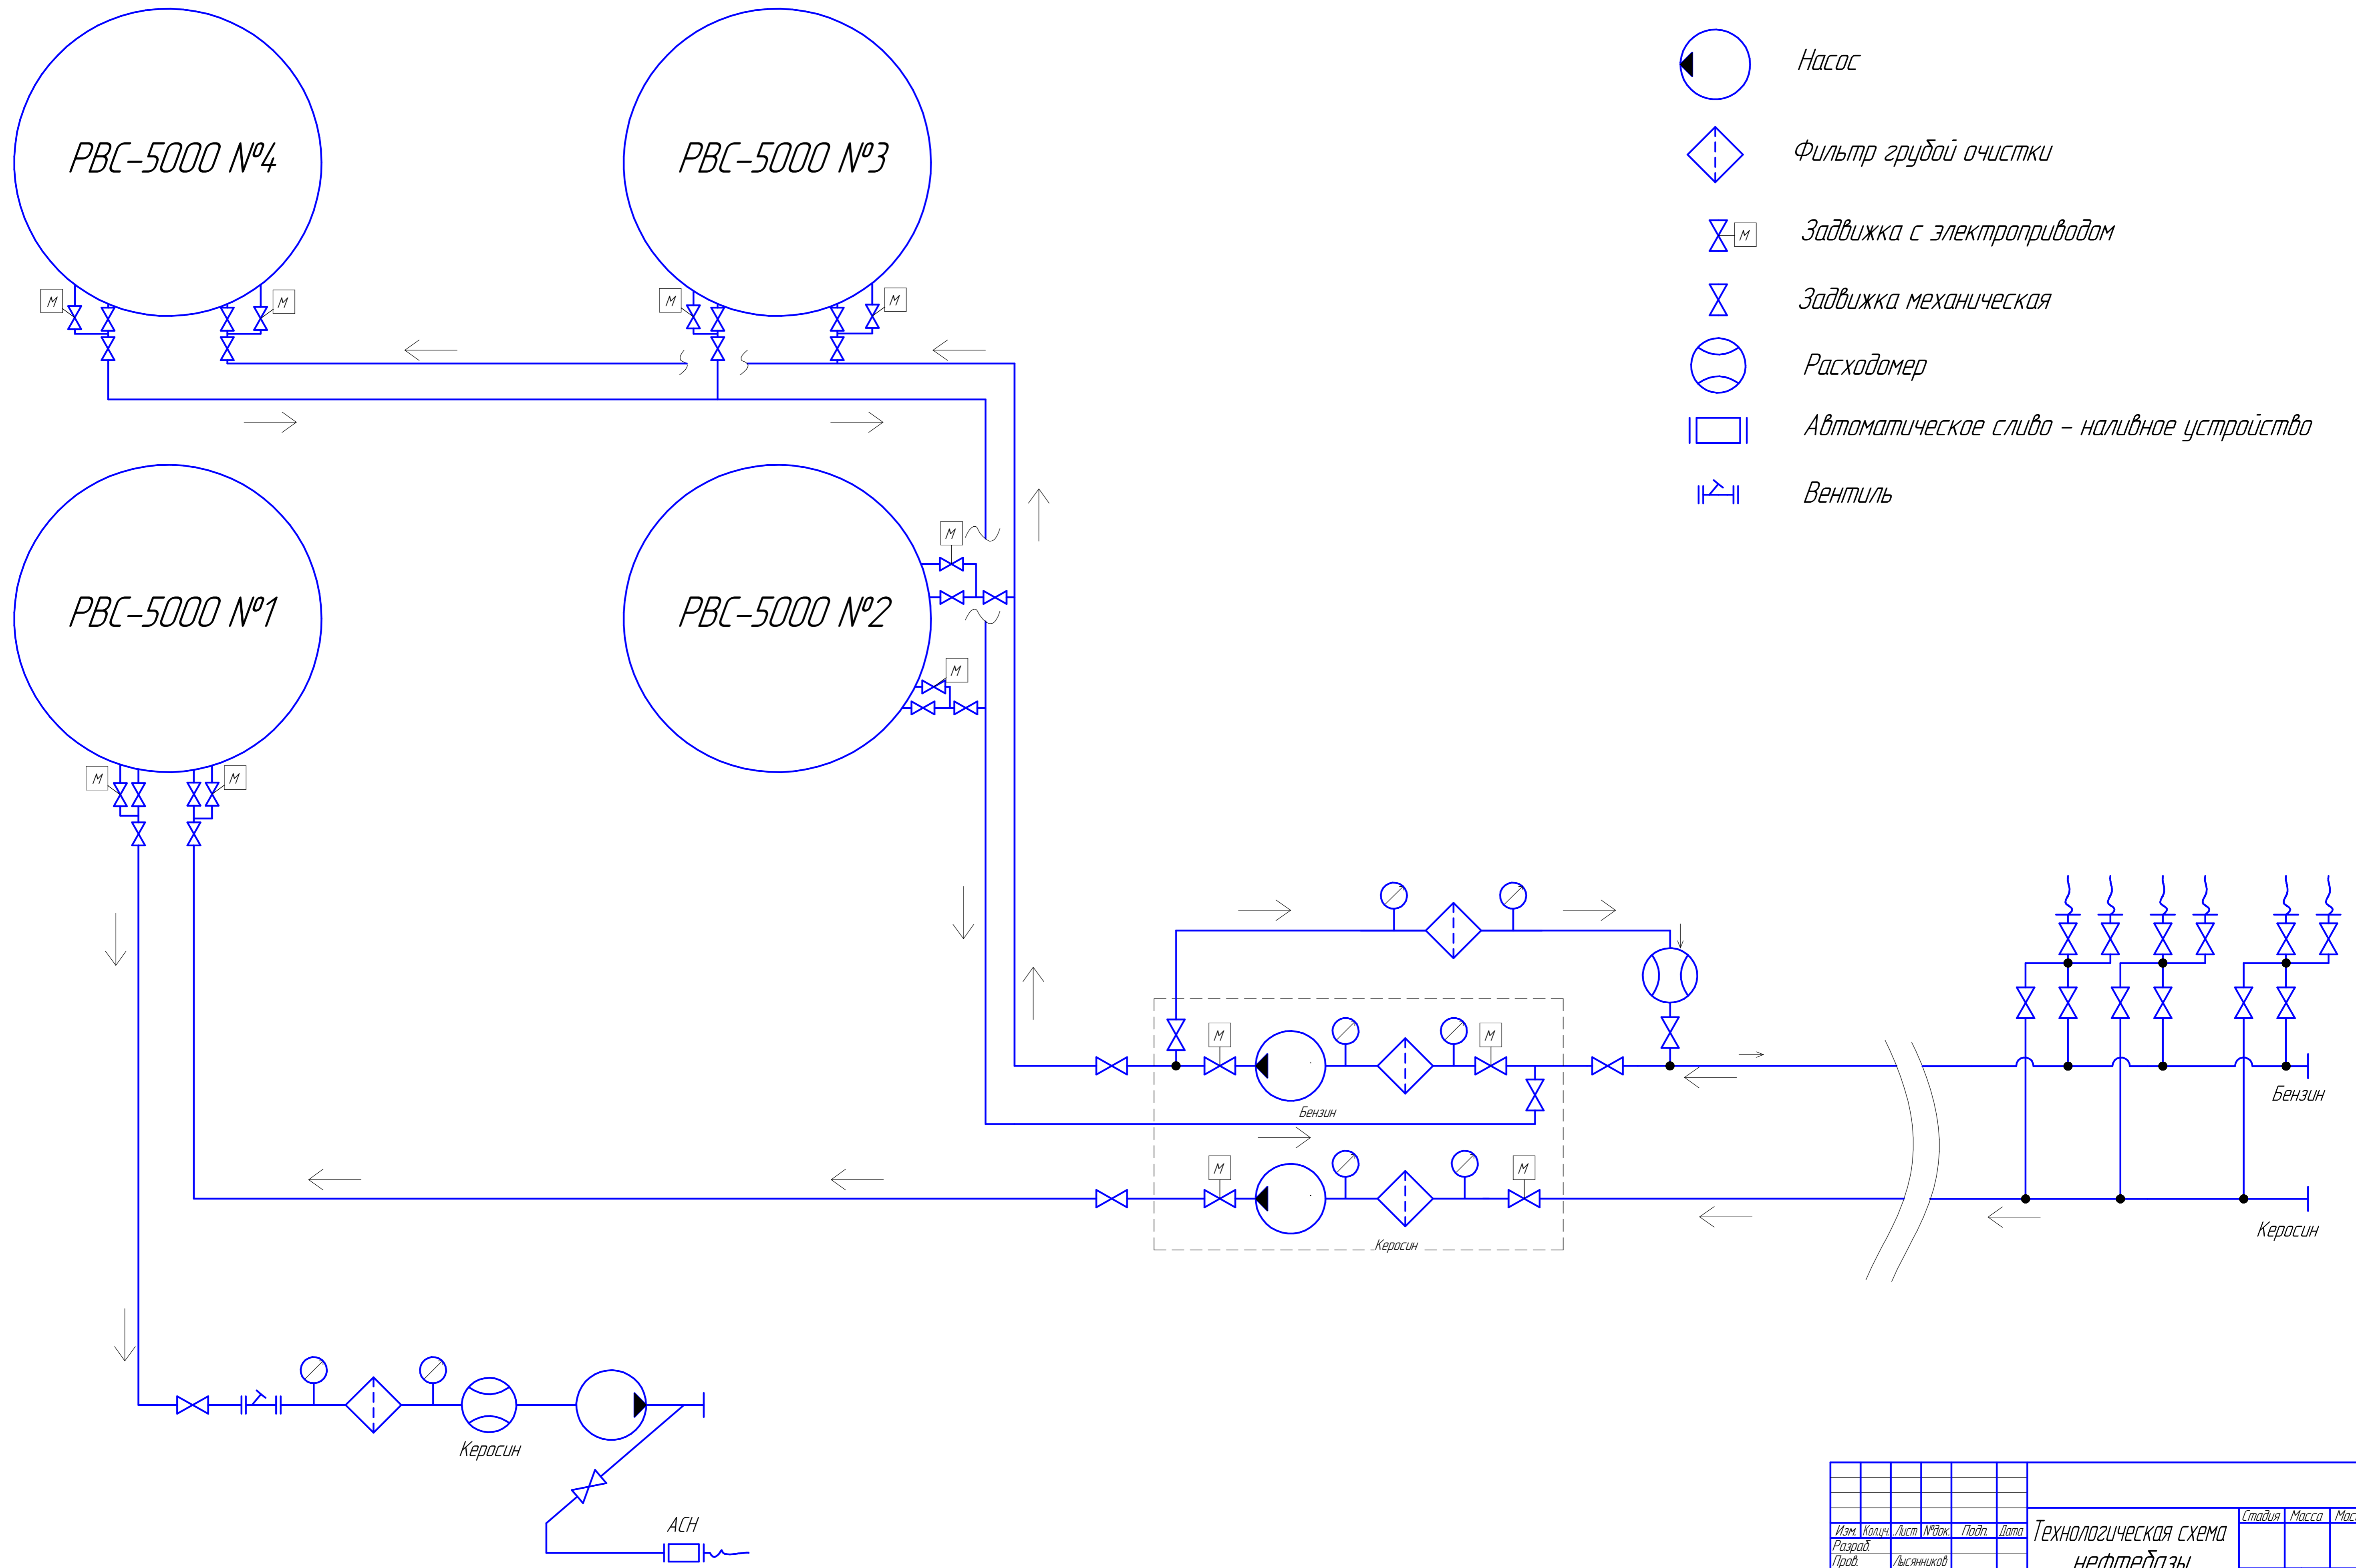 РВС-5000 №4
РВС-5000 №3
М
М
М
М
РВС-5000 №1
РВС-5000 №2
М
М
М
М
Насос
Фильтр грубой очистки
М
Задвижка с электроприводом
Задвижка механическая
Расходомер
Автоматическое сливо - наливное устройство
Вентиль
М
М
Бензин
М
М
Керосин
Бензин
Керосин
Керосин
АСН
Изм. Кол.уч. Лист №док. Подп. Дата
Разраб.
Пров. Лысянников
Технологическая схема
нефтебазы
Стадия Масса